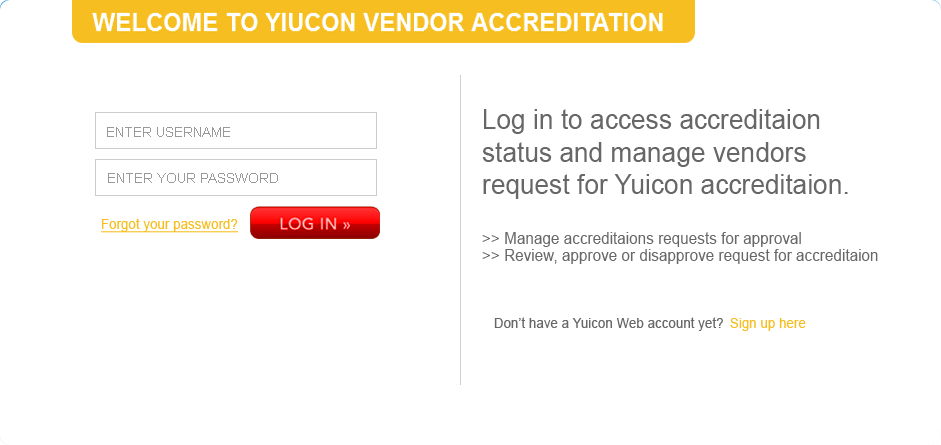 WELCOME TO YIUCON VENDOR ACCREDITATION
ENTER USERNAME
ENTER YOUR PASSWORD
Forgot your password?
LOG IN »
Log in to access accreditaion
status and manage vendors
request for Yuicon accreditaion.
>> Manage accreditaions requests for approval
>> Review, approve or disapprove request for accreditaion
Don't have a Yuicon Web account yet? Sign up here